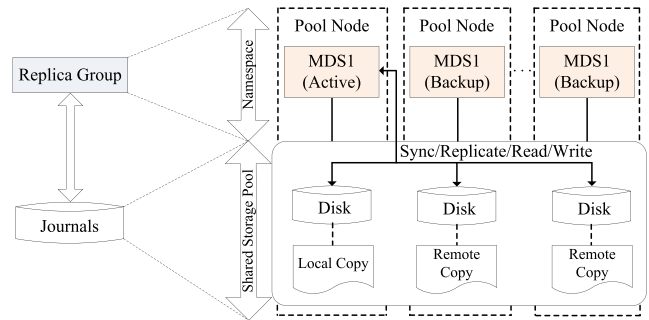 Pool Node
Pool Node
Pool Node
Replica Group
Namespace
MDS1
(Active)
MDS1
(Backup)
MDS1
(Backup)
Sync/Replicate/Read/Write
Journals
Shared Storage Pool
Disk
Disk
Disk
Local Copy
Remote
Copy
Remote
Copy